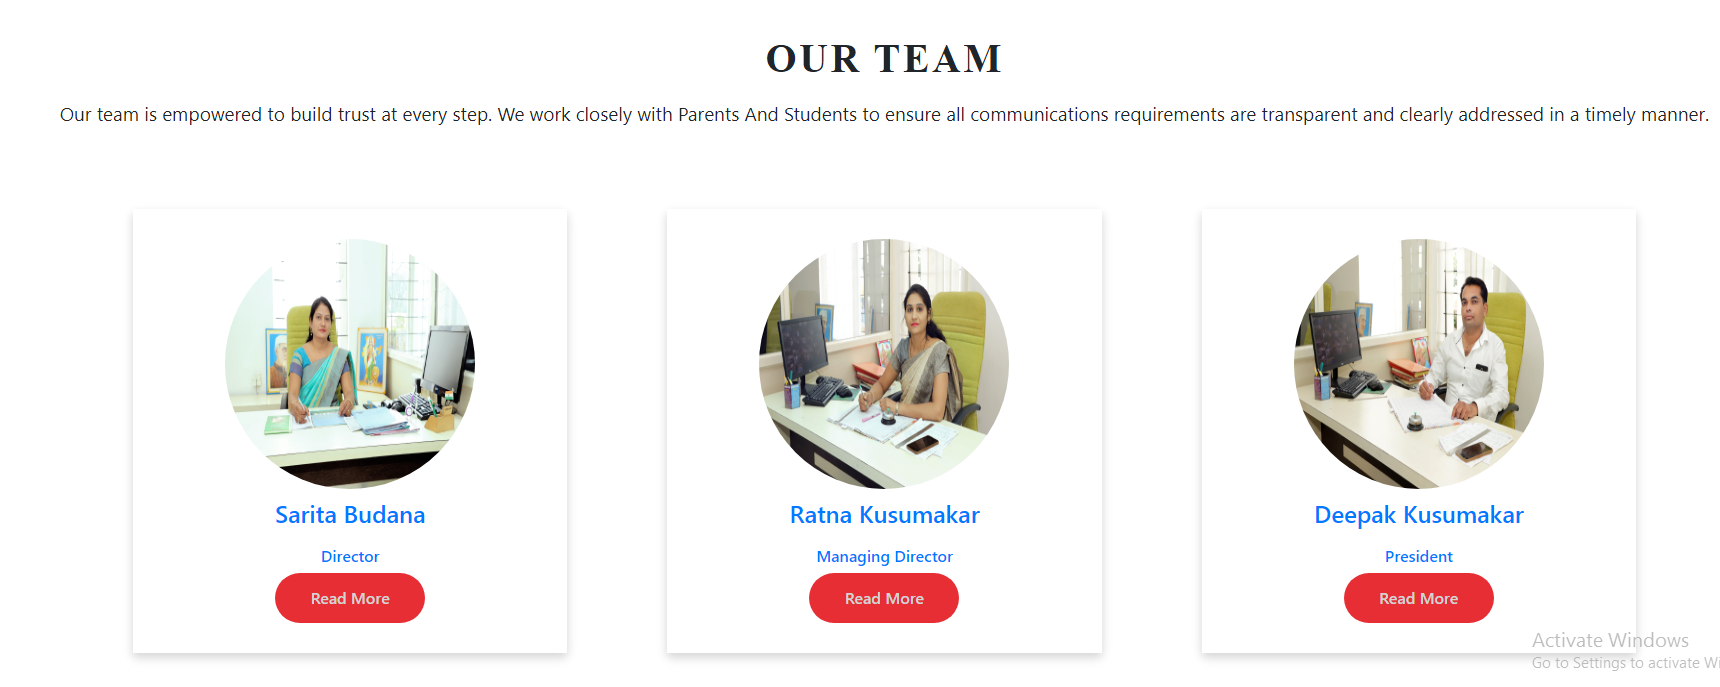 OUR TEAM
Our team is empowered to build trust at every step. We work closely with Parents And Students to ensure all communications requirements are transparent and clearly addressed in a timely manner.
Sarita Budana
Director
Read More
Ratna Kusumakar
Managing Director
Read More
Deepak Kusumakar
President
Read More
Activate Windows
Go to Settings to activate Wi